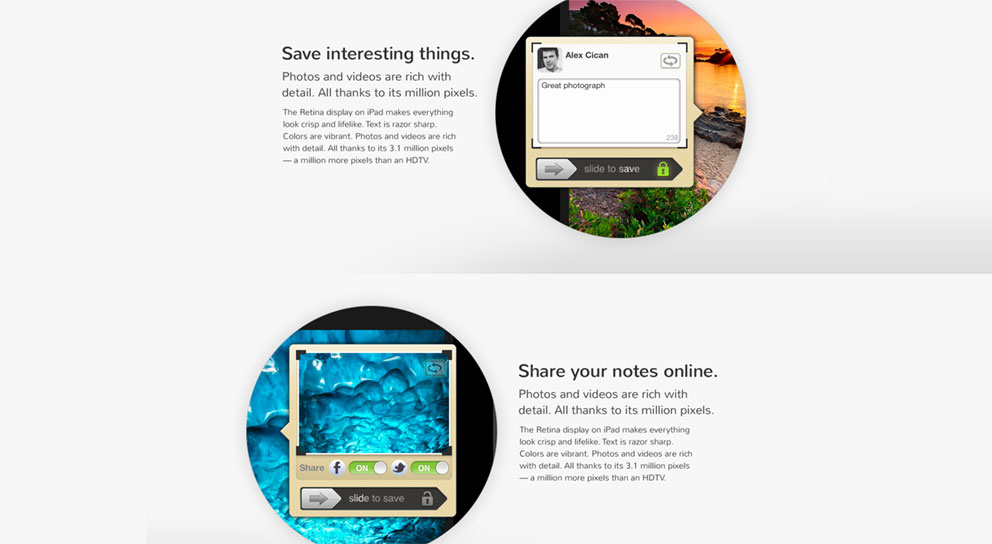 Save interesting things.
Photos and videos are rich with
detail. All thanks to its million pixels.
The Retina display on iPad makes everything
look crisp and lifelike. Text is razor sharp.
Colors are vibrant. Photos and videos are rich
with detail. All thanks to its 3.1 million pixels
— a million more pixels than an HDTV.
Alex Cican
Great photograph
238
slide to save
Share
f
ON
ON
slide to save
Share your notes online.
Photos and videos are rich with
detail. All thanks to its million pixels.
The Retina display on iPad makes everything
look crisp and lifelike. Text is razor sharp.
Colors are vibrant. Photos and videos are rich
with detail. All thanks to its 3.1 million pixels
— a million more pixels than an HDTV.